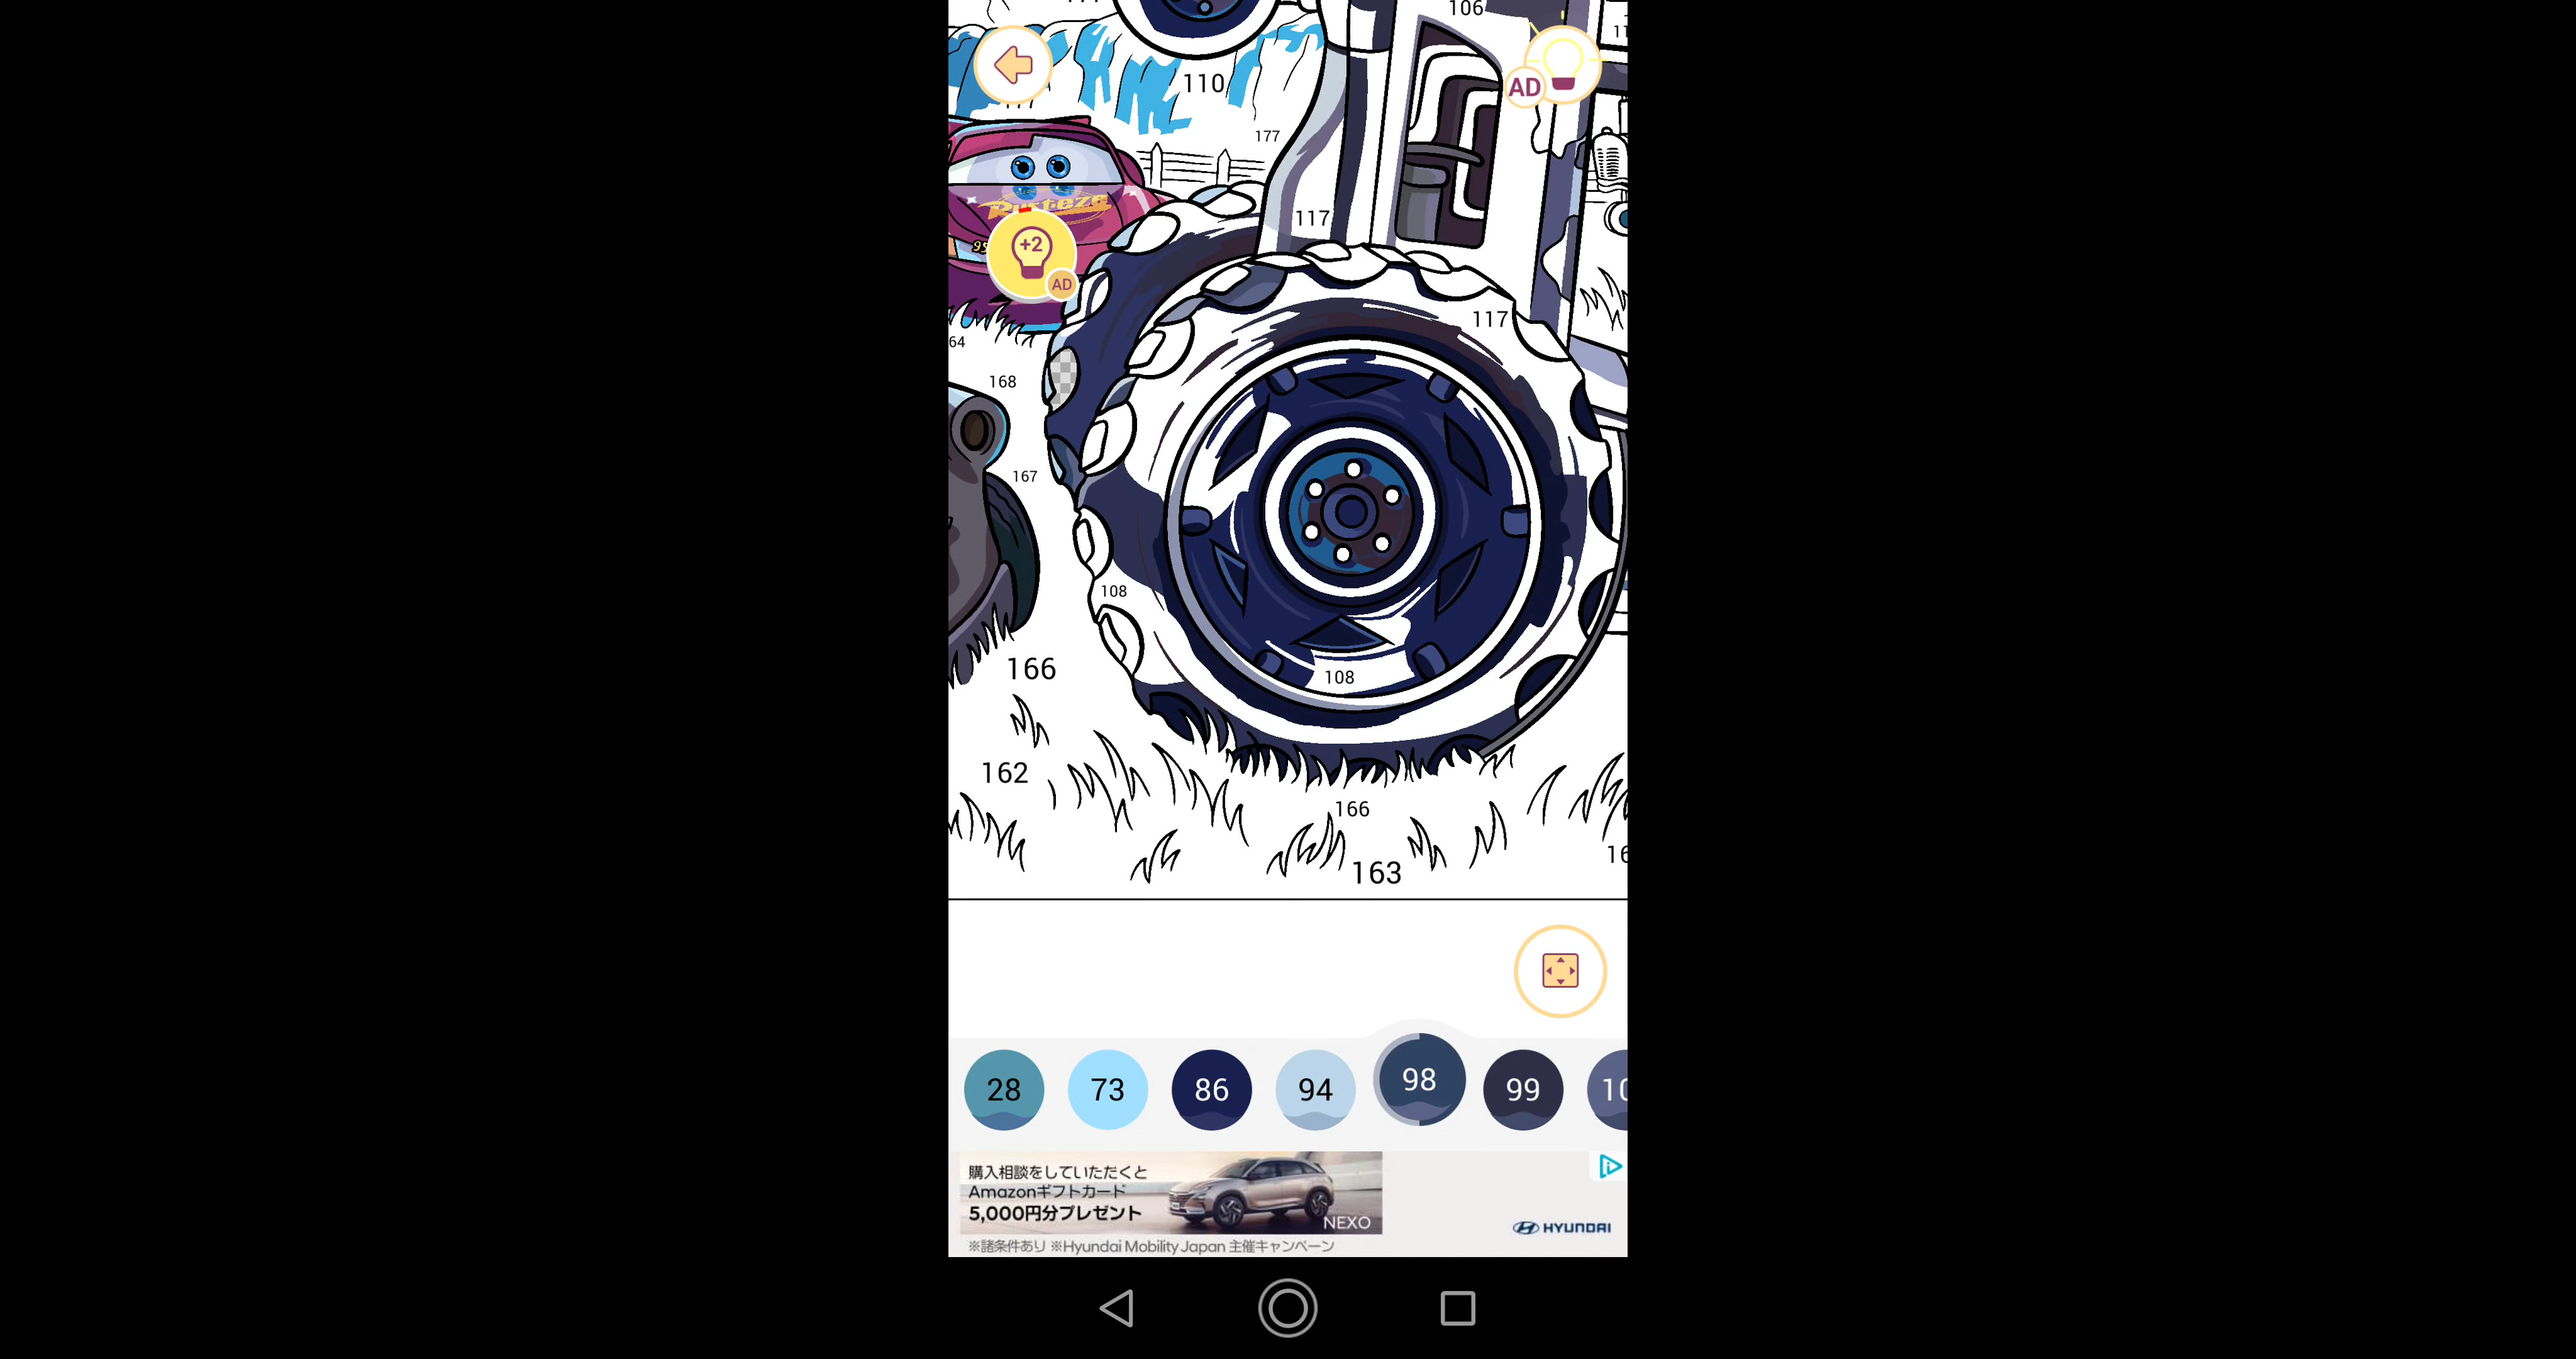 106
110
AD
177
Rusteze
95
+2
AD
117
117
64
168
167
108
166
108
162
166
163
28
73
86
94
98
99
購入相談をしていただくと
Amazonギフトカード
5,000円分プレゼント
NEXO
HYUNDAI
※諸条件あり ※Hyundai Mobility Japan 主催キャンペーン